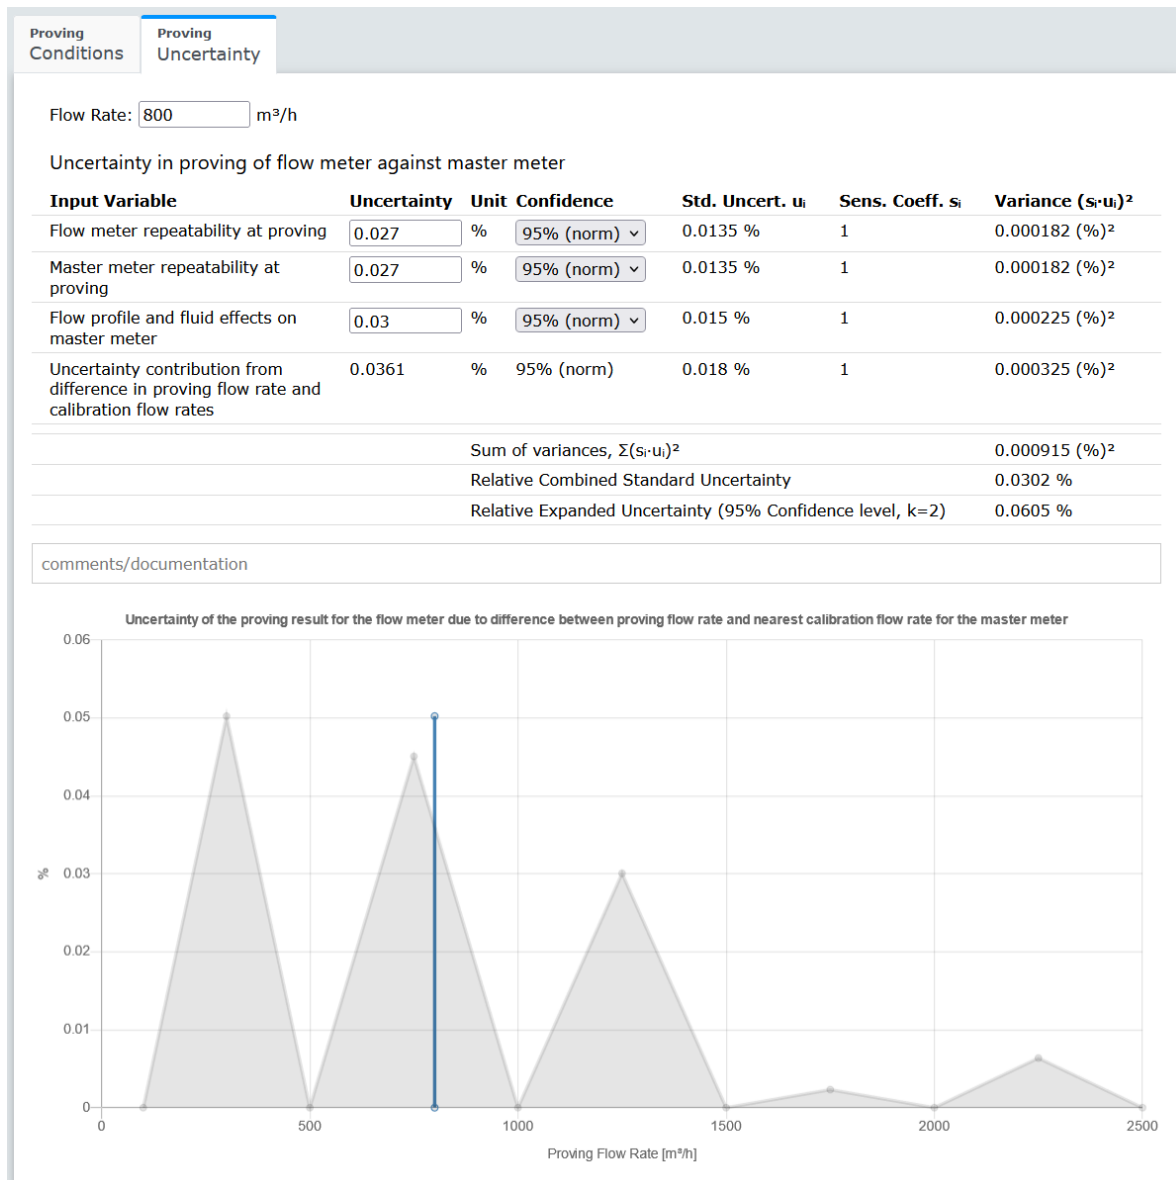 Proving
Conditions
Proving
Uncertainty
Flow Rate: 800 m³/h
Uncertainty in proving of flow meter against master meter
Input Variable Uncertainty Unit Confidence Std. Uncert. uᵢ Sens. Coeff. sᵢ Variance (sᵢ·uᵢ)²
Flow meter repeatability at proving 0.027 % 95% (norm) 0.0135 % 1 0.000182 (%)²
Master meter repeatability at
proving
0.027 % 95% (norm) 0.0135 % 1 0.000182 (%)²
Flow profile and fluid effects on
master meter
0.03 % 95% (norm) 0.015 % 1 0.000225 (%)²
Uncertainty contribution from
difference in proving flow rate and
calibration flow rates
0.0361 % 95% (norm) 0.018 % 1 0.000325 (%)²
Sum of variances, Σ(sᵢ·uᵢ)² 0.000915 (%)²
Relative Combined Standard Uncertainty 0.0302 %
Relative Expanded Uncertainty (95% Confidence level, k=2) 0.0605 %
comments/documentation
Uncertainty of the proving result for the flow meter due to difference between proving flow rate and nearest calibration flow rate for the master meter
0.06
0.05
0.04
%
0.03
0.02
0.01
0
0 500 1000 1500 2000 2500
Proving Flow Rate [m³/h]